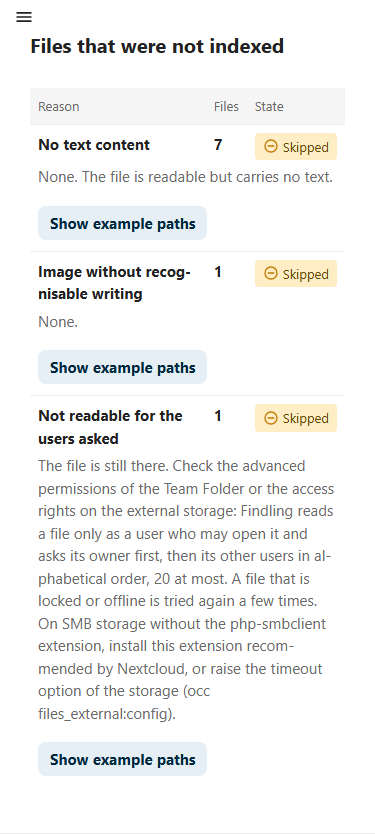 Files that were not indexed
Reason Files State
No text content 7 Skipped
None. The file is readable but carries no text.
Show example paths
Image without recog-
nisable writing 1 Skipped
None.
Show example paths
Not readable for the
users asked 1 Skipped
The file is still there. Check the advanced
permissions of the Team Folder or the access
rights on the external storage: Findling reads
a file only as a user who may open it and
asks its owner first, then its other users in al-
phabetical order, 20 at most. A file that is
locked or offline is tried again a few times.
On SMB storage without the php-smbclient
extension, install this extension recom-
mended by Nextcloud, or raise the timeout
option of the storage (occ
files_external:config).
Show example paths